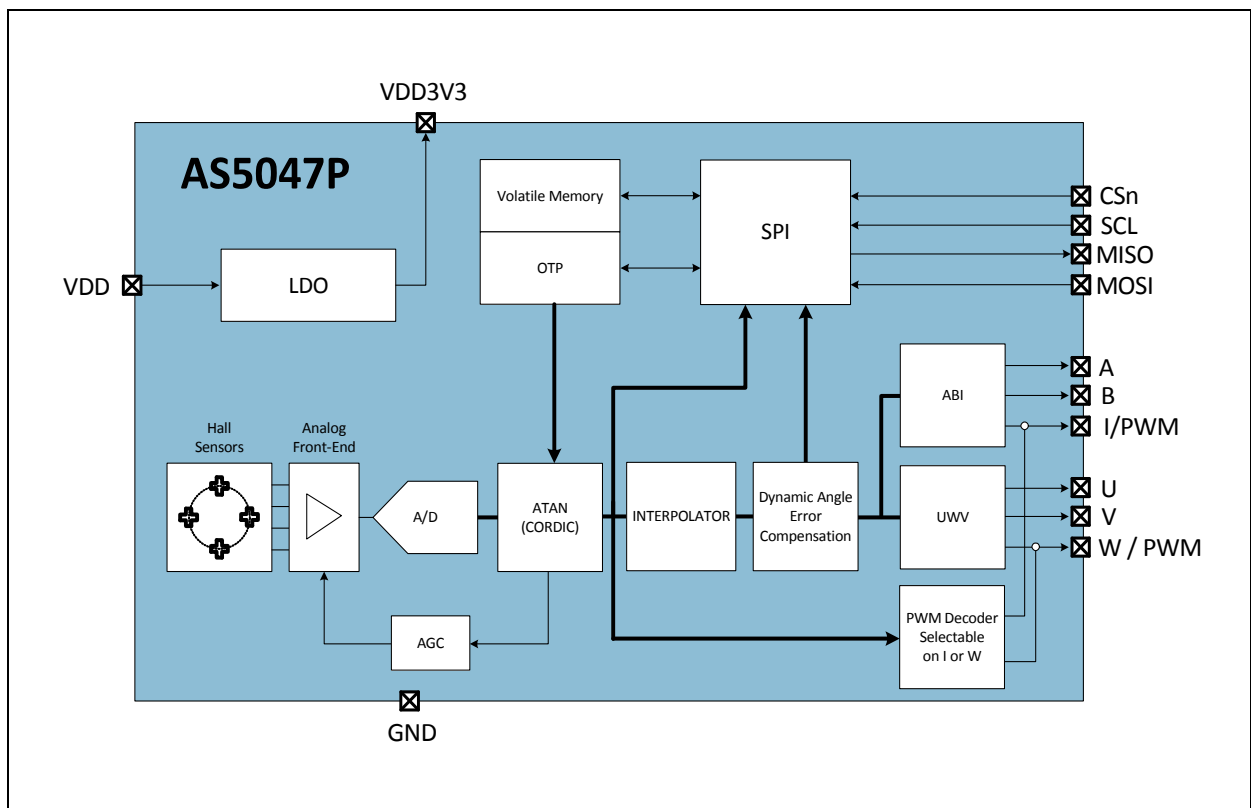 VDD3V3
AS5047P
Volatile Memory
OTP
SPI
CSn
SCL
MISO
MOSI
VDD
LDO
ABI
A
B
I/PWM
Hall
Sensors
Analog
Front-End
A/D
ATAN
(CORDIC)
INTERPOLATOR
Dynamic Angle
Error
Compensation
UWV
U
V
W / PWM
AGC
PWM Decoder
Selectable
on I or W
GND